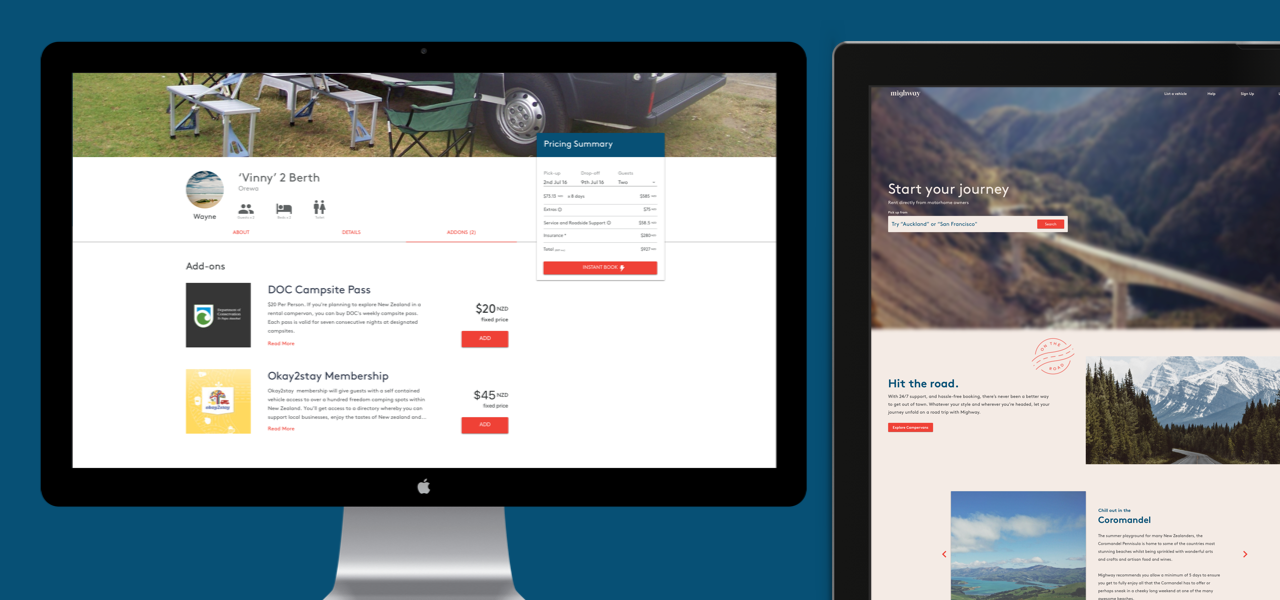 'Vinny' 2 Berth
Orewa
Wayne
ABOUT
DETAILS
ADDONS (2)
Pricing Summary
Pick-up
Drop-off
Guests
2nd Jul 16
9th Jul 16
Two
$73.13
x 8 days
$585
Extras
$75
Service and Roadside Support
$38.5
Insurance *
$280
Total
$927
INSTANT BOOK
Add-ons
Department of
Conservation
DOC Campsite Pass
$20 Per Person. If you're planning to explore New Zealand in a
rental campervan, you can buy DOC's weekly campsite pass.
Each pass is valid for seven consecutive nights at designated
campsites.
Read More
$20 NZD
fixed price
ADD
okay2stay
Okay2stay Membership
Okay2stay membership will give guests with a self contained
vehicle access to over a hundred freedom camping spots within
New Zealand. You'll get access to a directory whereby you can
support local businesses, enjoy the tastes of New zealand and...
Read More
$45 NZD
fixed price
ADD
mighway
List a vehicle
Help
Sign Up
Start your journey
Rent directly from motorhome owners
Pick up from
Try "Auckland" or "San Francisco"
Search
ON THE
ROAD
Hit the road.
With 24/7 support, and hassle-free booking, there's never been a better way
to get out of town. Whatever your style and wherever you're headed, let your
journey unfold on a road trip with Mighway.
Explore Campervans
Chill out in the
Coromandel
The summer playground for many New Zealanders, the
Coromandel Peninsula is home to some of the countries most
stunning beaches whilst being sprinkled with wonderful arts
and crafts and artisan food and wines.
Mighway recommends you allow a minimum of 5 days to ensure
you get to fully enjoy all that the Cormandel has to offer or
perhaps sneak in a cheeky long weekend at one of the many
awesome beaches.